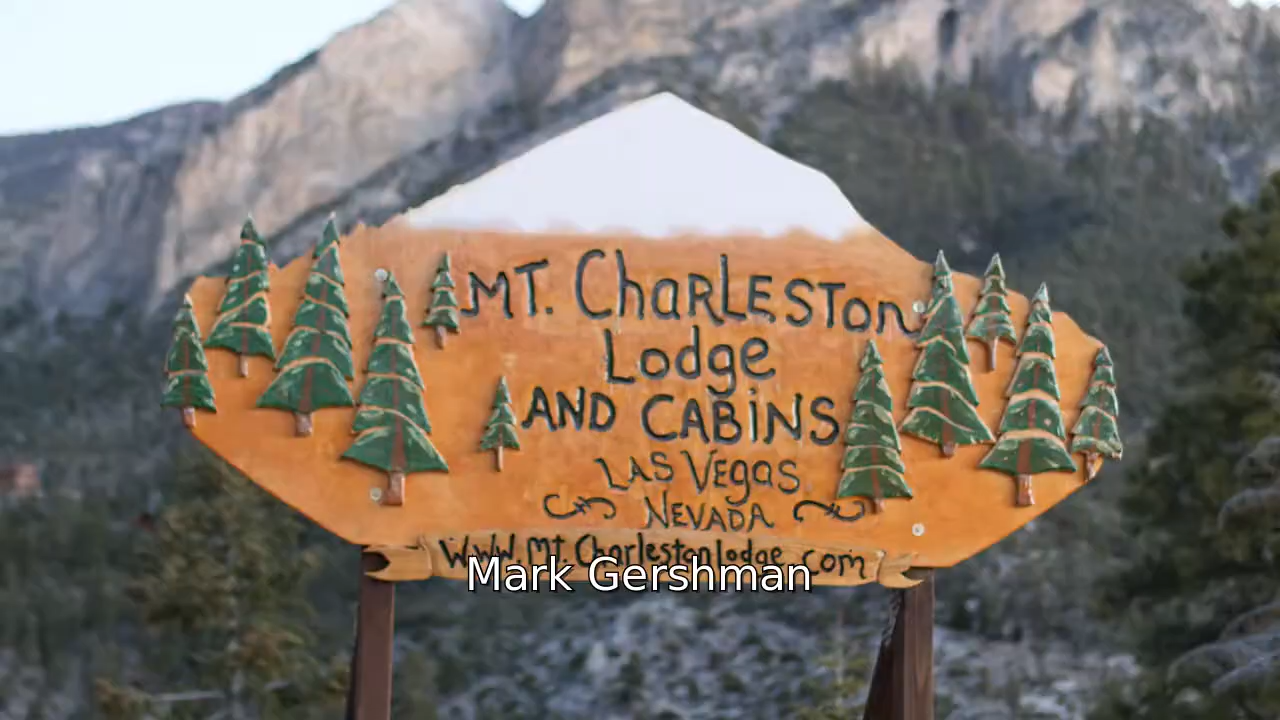 MT. CharLESTon
Lodge
AND CABiNS
LAS Vegas
NEVADA
www.Mt.Charlestonlodge.com
Mark Gershman